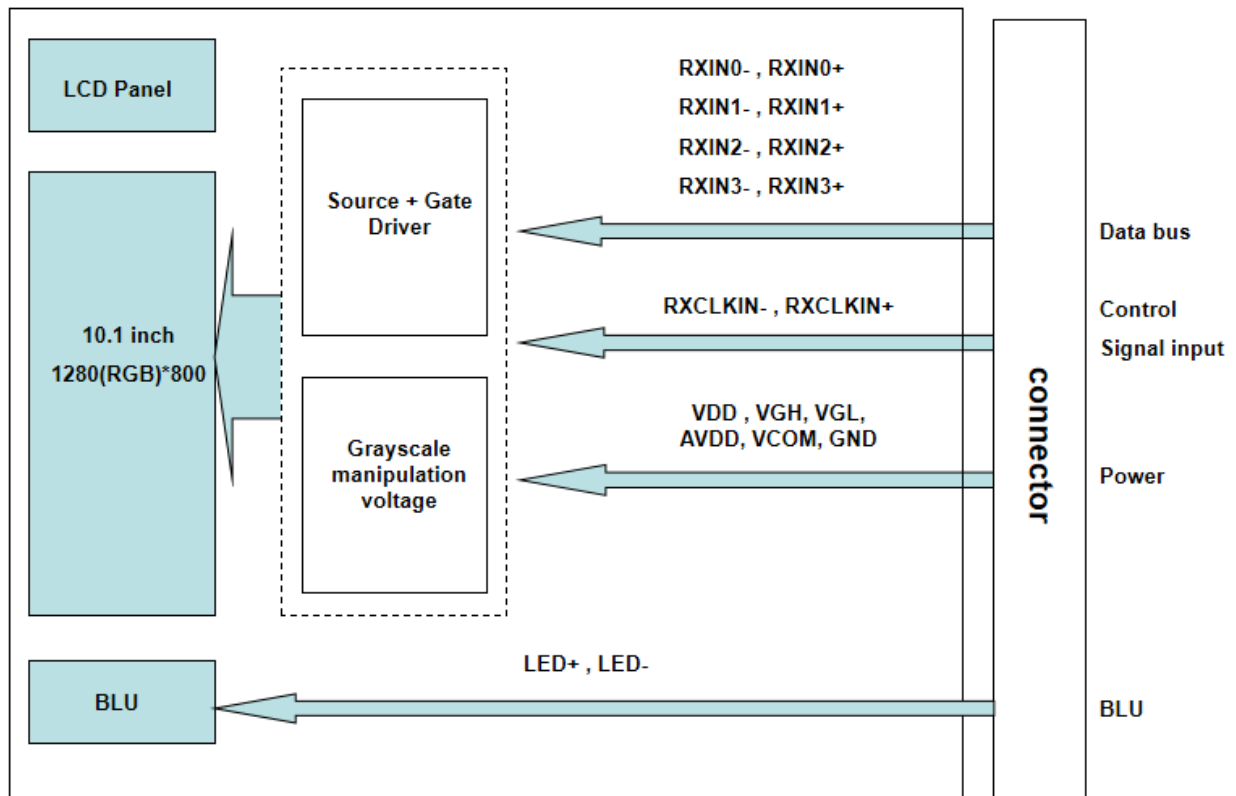 LCD Panel
10.1 inch
1280(RGB)*800
BLU
Source + Gate
Driver
Grayscale
manipulation
voltage
RXIN0- , RXIN0+
RXIN1- , RXIN1+
RXIN2- , RXIN2+
RXIN3- , RXIN3+
RXCLKIN- , RXCLKIN+
VDD , VGH, VGL,
AVDD, VCOM, GND
LED+ , LED-
connector
Data bus
Control
Signal input
Power
BLU